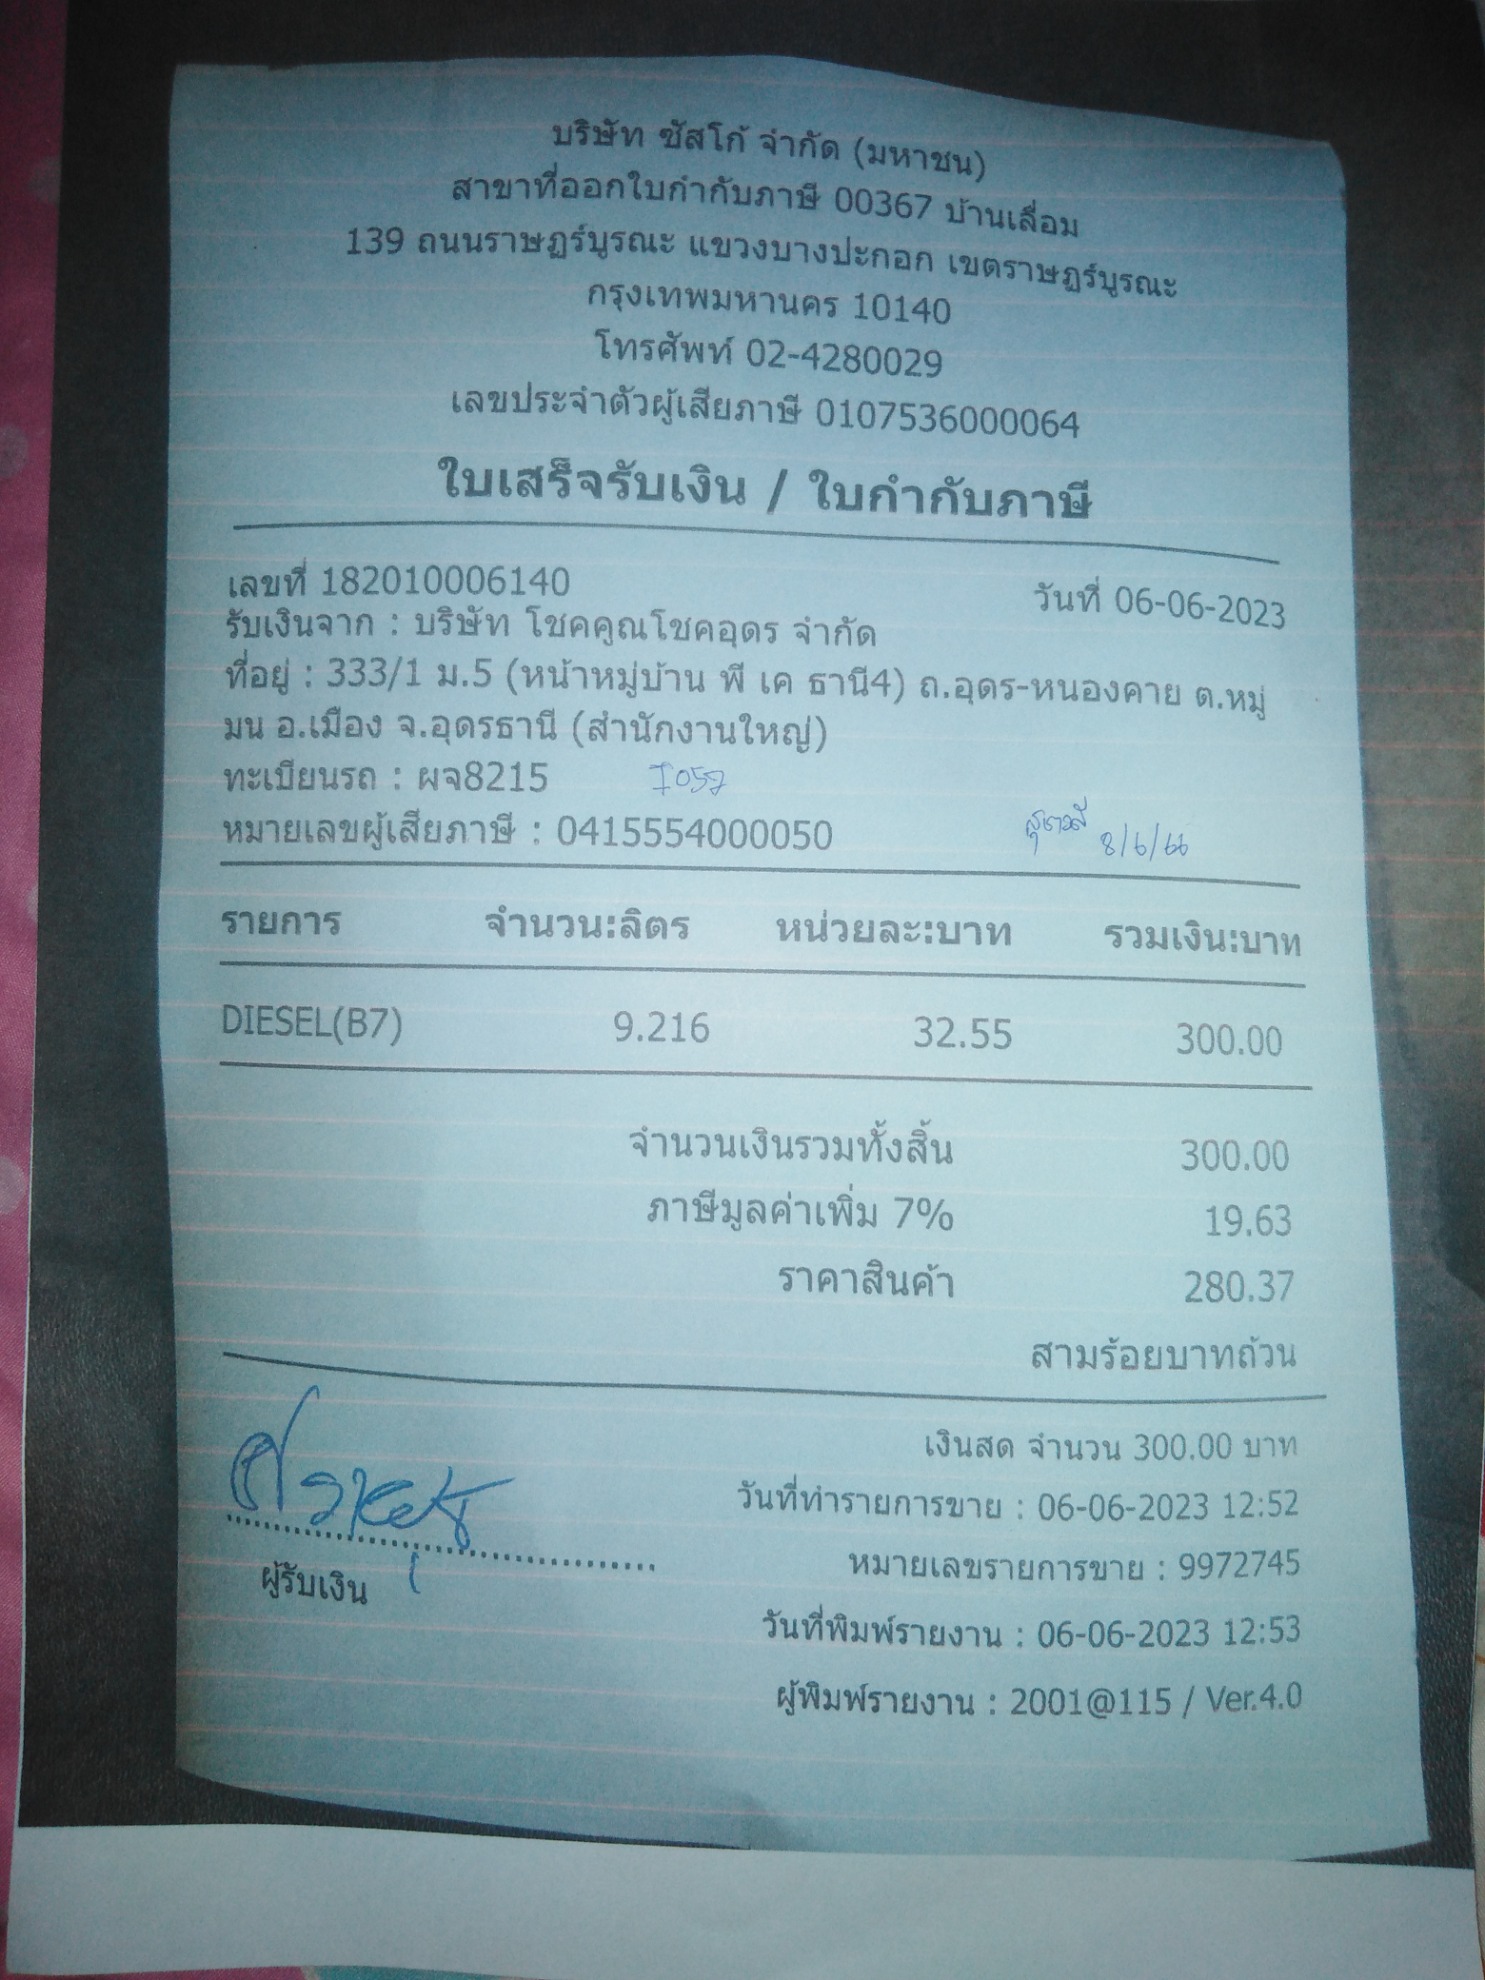 บริษัท ซัสโก้ จำกัด (มหาชน)
สาขาที่ออกใบกำกับภาษี 00367 บ้านเลื่อม
139 ถนนราษฎร์บูรณะ แขวงบางปะกอก เขตราษฎร์บูรณะ
กรุงเทพมหานคร 10140
โทรศัพท์ 02-4280029
เลขประจำตัวผู้เสียภาษี 0107536000064
ใบเสร็จรับเงิน / ใบกำกับภาษี
เลขที่ 182010006140 วันที่ 06-06-2023
รับเงินจาก : บริษัท โชคคูณโชคอุดร จำกัด
ที่อยู่ : 333/1 ม.5 (หน้าหมู่บ้าน พี เค ธานี4) ถ.อุดร-หนองคาย ต.หมู
มน อ.เมือง จ.อุดรธานี (สำนักงานใหญ่)
ทะเบียนรถ : ผจ8215
หมายเลขผู้เสียภาษี : 0415554000050 8/6/66
รายการ จำนวน:ลิตร หน่วยละ:บาท รวมเงิน:บาท
DIESEL(B7) 9.216 32.55 300.00
จำนวนเงินรวมทั้งสิ้น 300.00
ภาษีมูลค่าเพิ่ม 7% 19.63
ราคาสินค้า 280.37
สามร้อยบาทถ้วน
เงินสด จำนวน 300.00 บาท
วันที่ทำรายการขาย : 06-06-2023 12:52
ผู้รับเงิน หมายเลขรายการขาย : 9972745
วันที่พิมพ์รายงาน : 06-06-2023 12:53
ผู้พิมพ์รายงาน : 2001@115 / Ver.4.0